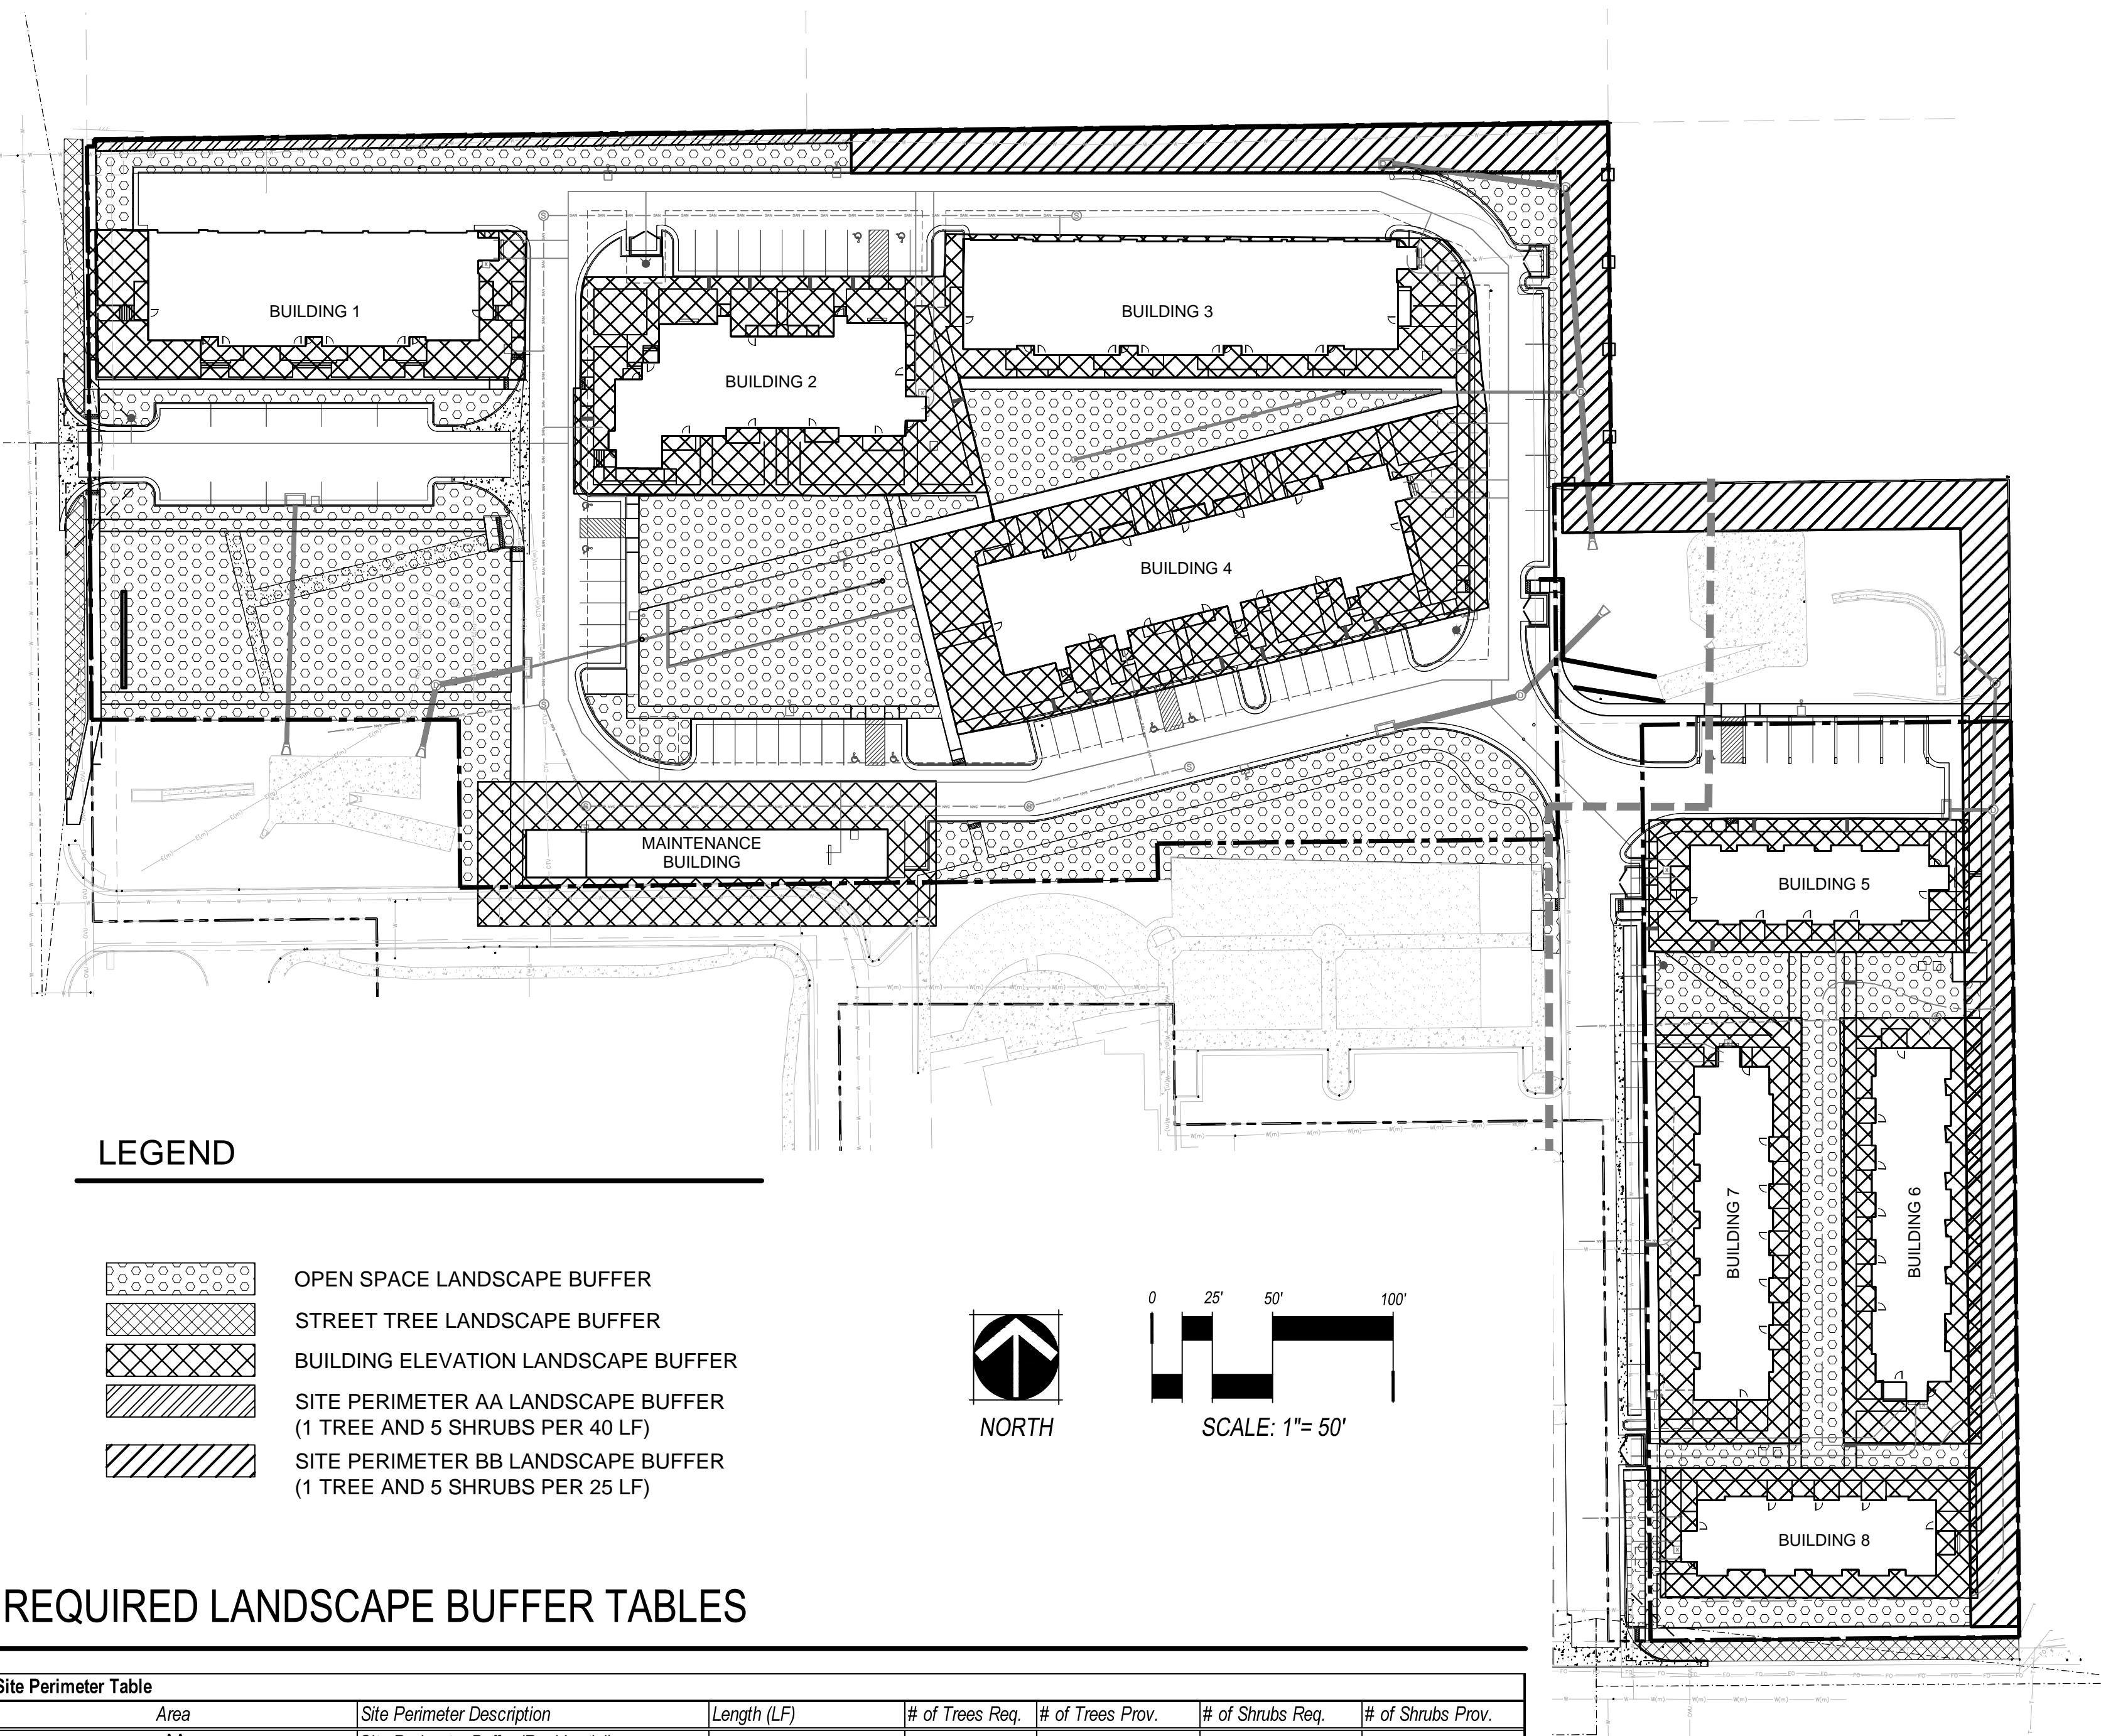 BUILDING 1
BUILDING 2
BUILDING 3
BUILDING 4
MAINTENANCE
BUILDING
BUILDING 5
BUILDING 7
BUILDING 6
BUILDING 8
LEGEND
OPEN SPACE LANDSCAPE BUFFER
STREET TREE LANDSCAPE BUFFER
BUILDING ELEVATION LANDSCAPE BUFFER
SITE PERIMETER AA LANDSCAPE BUFFER
(1 TREE AND 5 SHRUBS PER 40 LF)
SITE PERIMETER BB LANDSCAPE BUFFER
(1 TREE AND 5 SHRUBS PER 25 LF)
NORTH
0 25' 50' 100'
SCALE: 1"= 50'
REQUIRED LANDSCAPE BUFFER TABLES
Site Perimeter Table
Area Site Perimeter Description Length (LF) # of Trees Req. # of Trees Prov. # of Shrubs Req. # of Shrubs Prov.